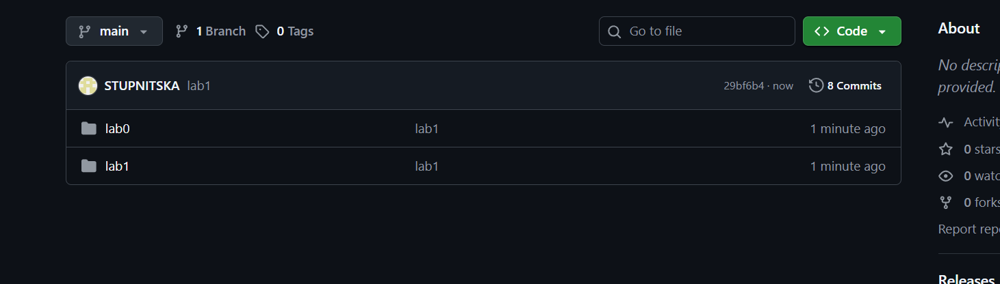 main
1 Branch
0 Tags
Go to file
Code
About
No descrip
provided.
STUPNITSKA lab1
29bf6b4 · now
8 Commits
lab0 lab1 1 minute ago
lab1 lab1 1 minute ago
Activit
0 stars
0 watc
0 forks
Report repo
Releases